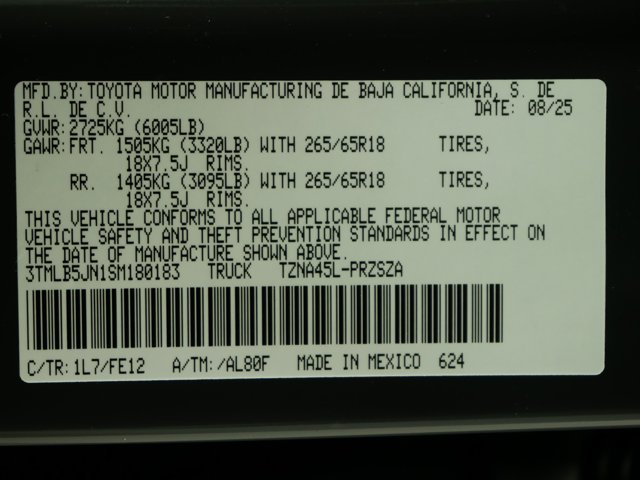 MFD.BY:TOYOTA MOTOR MANUFACTURING DE BAJA CALIFORNIA, S. DE
R.L. DE C.V. DATE: 08/25
GVWR:2725KG (6005LB)
GAWR:FRT. 1505KG (3320LB) WITH 265/65R18 TIRES,
18X7.5J RIMS.
RR. 1405KG (3095LB) WITH 265/65R18 TIRES,
18X7.5J RIMS.
THIS VEHICLE CONFORMS TO ALL APPLICABLE FEDERAL MOTOR
VEHICLE SAFETY AND THEFT PREVENTION STANDARDS IN EFFECT ON
THE DATE OF MANUFACTURE SHOWN ABOVE.
3TMLB5JN1SM180183 TRUCK TZNA45L-PRZSZA
C/TR:1L7/FE12 A/TM:/AL80F MADE IN MEXICO 624